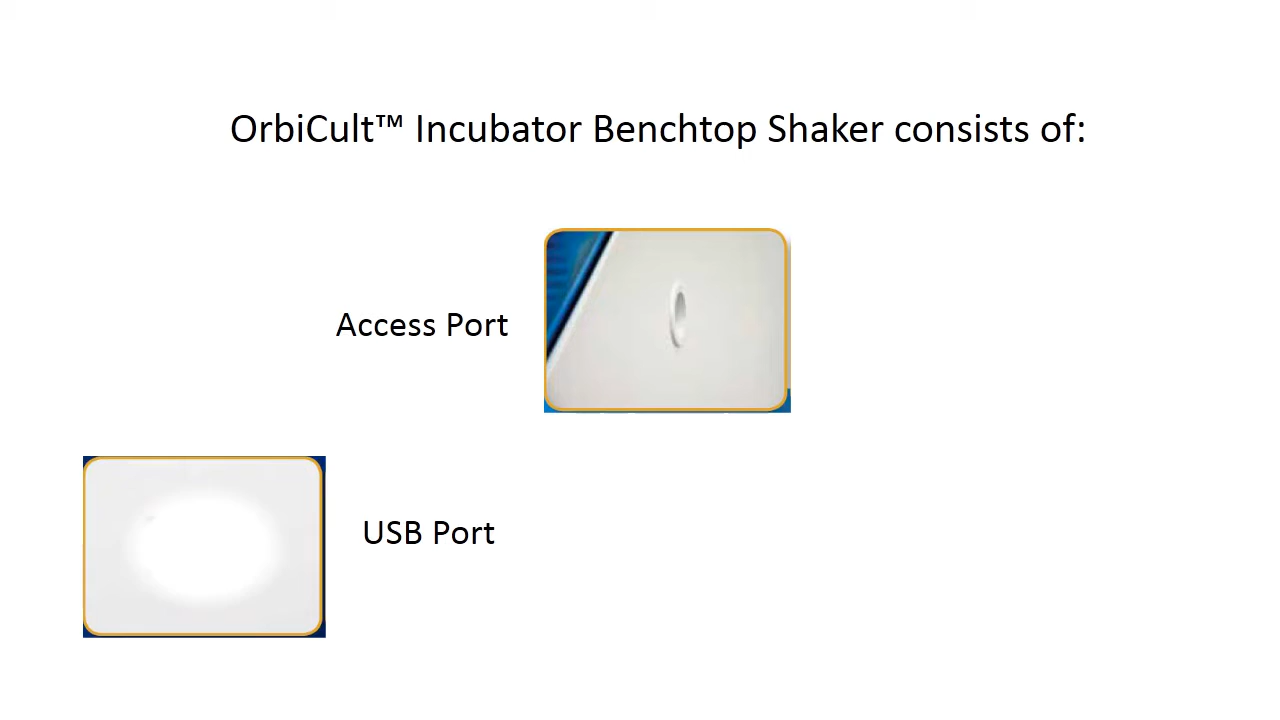 OrbiCult™ Incubator Benchtop Shaker consists of:
Access Port
USB Port